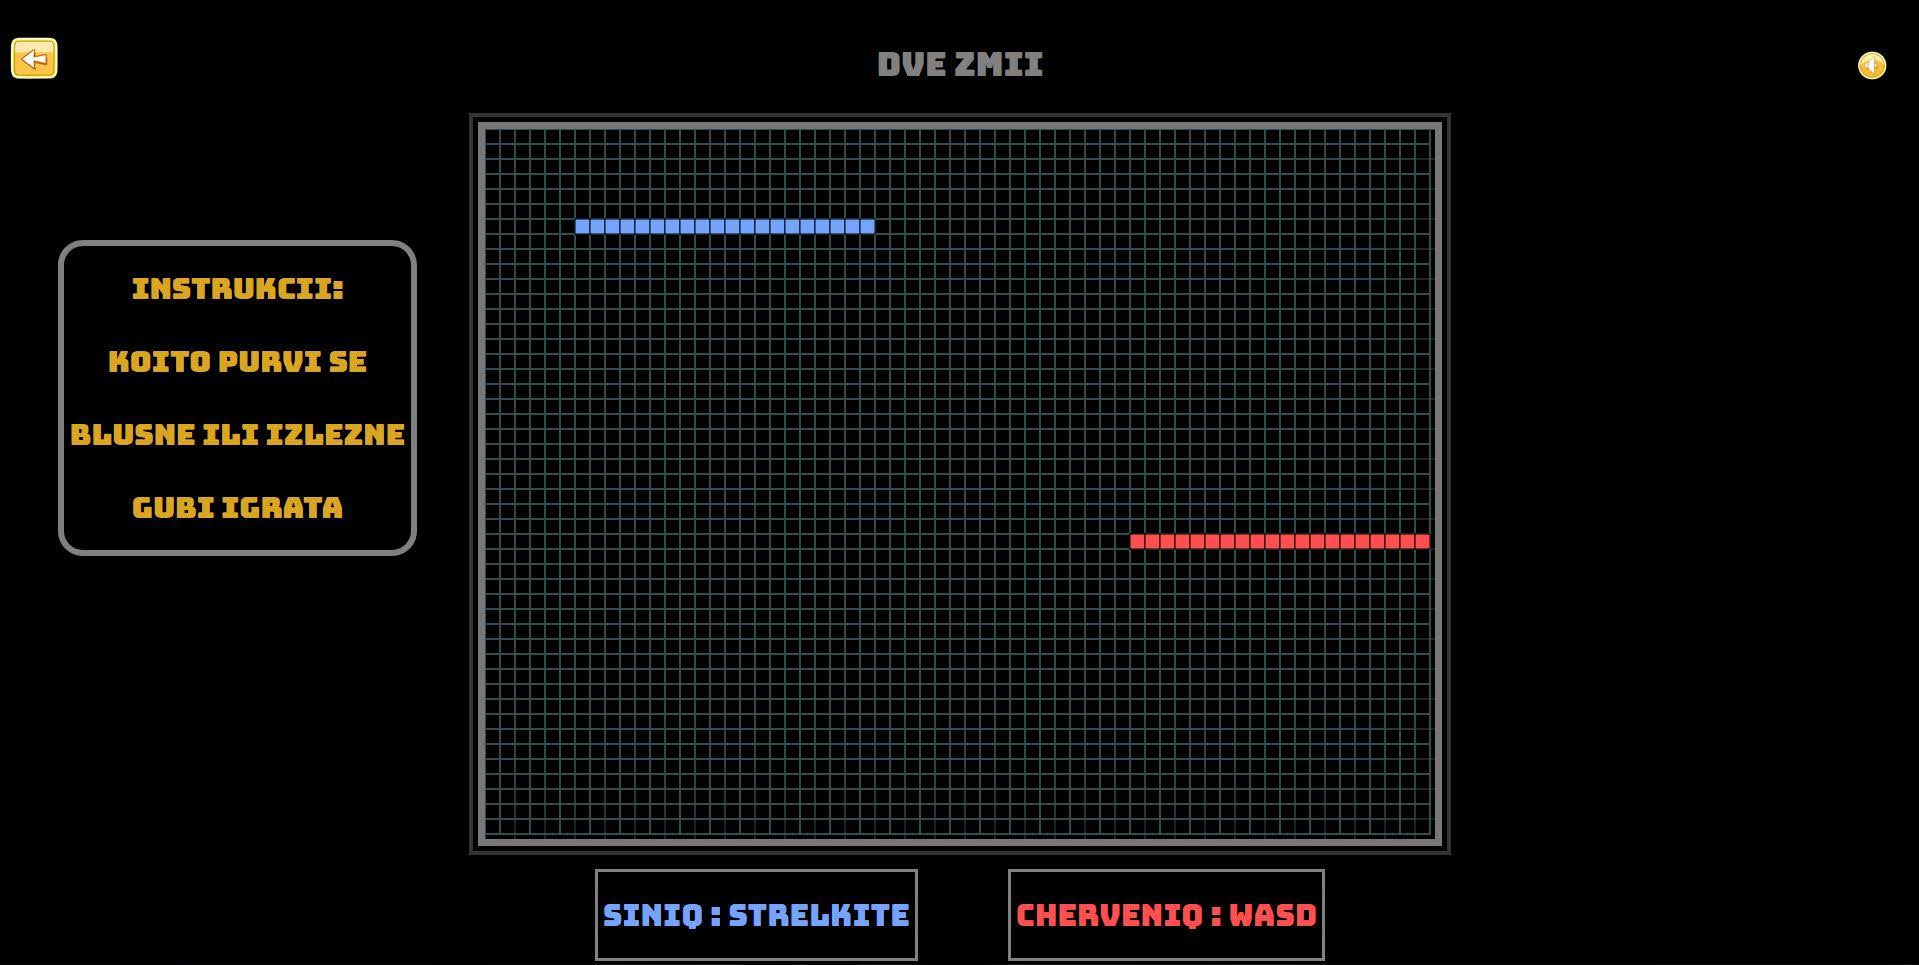 DVE ZMII
INSTRUKCII:
KOITO PURVI SE
BLUSNE ILI IZLEZNE
GUBI IGRATA
SINIQ : STRELKITE
CHERVENIQ : WASD